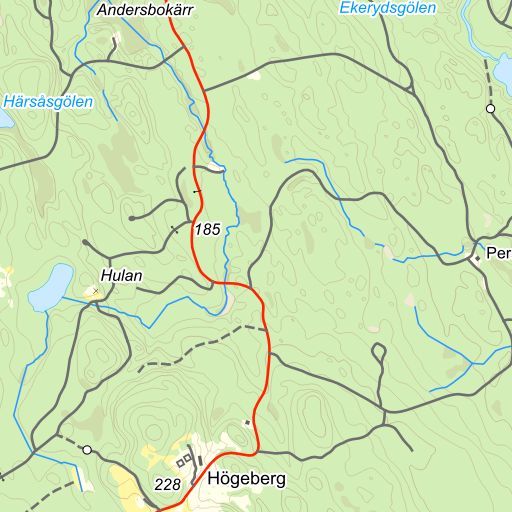 Andersbokärr
Ekerydsgölen
Härsåsgölen
185
Per
Hulan
228
Högeberg